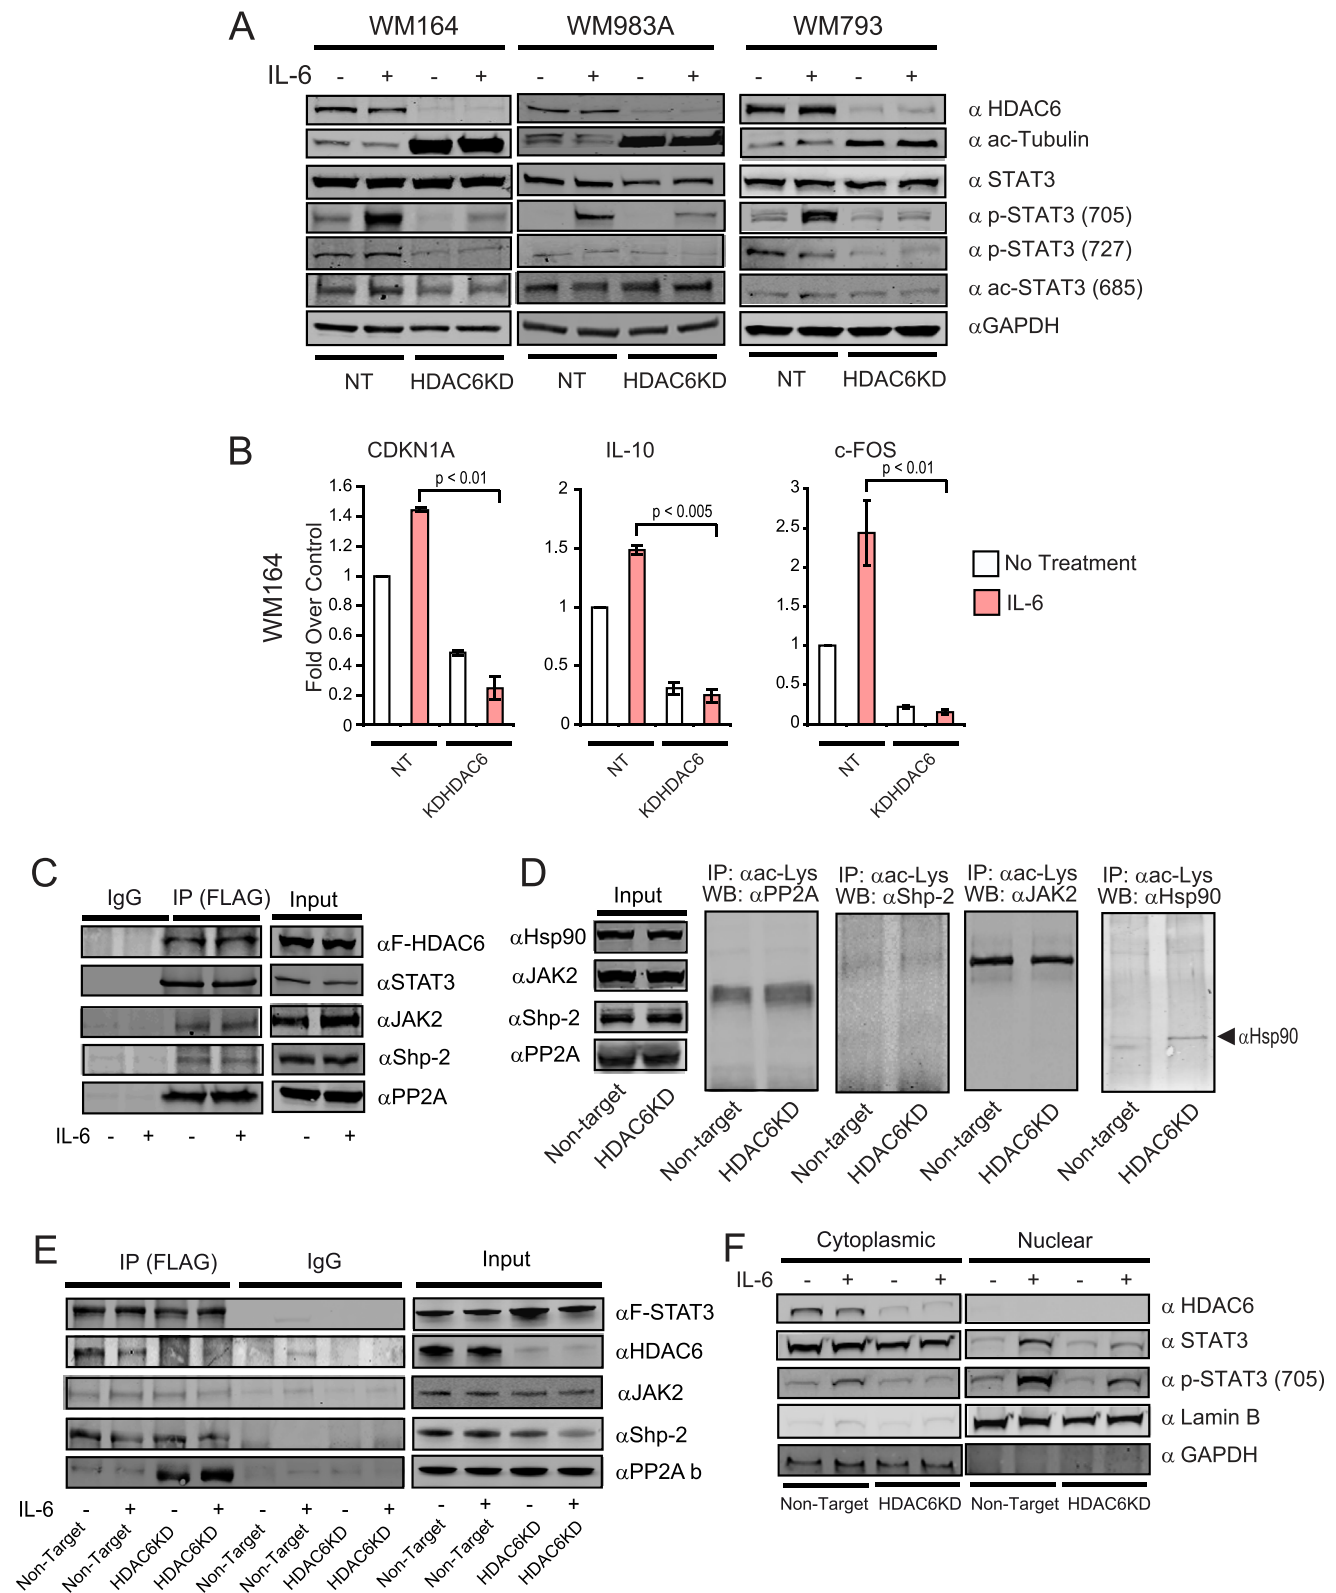 A
WM164 WM983A WM793
IL-6 - + - + - + - + - + - +
α HDAC6
α ac-Tubulin
α STAT3
α p-STAT3 (705)
α p-STAT3 (727)
α ac-STAT3 (685)
αGAPDH
NT HDAC6KD NT HDAC6KD NT HDAC6KD
B
WM164
Fold Over Control
CDKN1A
p < 0.01
1.6
1.4
1.2
1
0.8
0.6
0.4
0.2
0
NT KDHDAC6
IL-10
p < 0.005
2
1.5
1
0.5
0
NT KDHDAC6
c-FOS
p < 0.01
3
2.5
2
1.5
1
0.5
0
NT KDHDAC6
No Treatment
IL-6
C
IgG IP (FLAG) Input
αF-HDAC6
αSTAT3
αJAK2
αShp-2
αPP2A
IL-6 - + - + - +
D
Input
αHsp90
αJAK2
αShp-2
αPP2A
Non-target HDAC6KD
IP: αac-Lys
WB: αPP2A
Non-target HDAC6KD
IP: αac-Lys
WB: αShp-2
Non-target HDAC6KD
IP: αac-Lys
WB: αJAK2
Non-target HDAC6KD
IP: αac-Lys
WB: αHsp90
αHsp90
Non-target HDAC6KD
E
IP (FLAG) IgG Input
αF-STAT3
αHDAC6
αJAK2
αShp-2
αPP2A b
IL-6 - + - + - + - + - + - +
Non-Target Non-Target HDAC6KD HDAC6KD Non-Target Non-Target HDAC6KD HDAC6KD Non-Target Non-Target HDAC6KD HDAC6KD
F
Cytoplasmic Nuclear
IL-6 - + - + - + - +
α HDAC6
α STAT3
α p-STAT3 (705)
α Lamin B
α GAPDH
Non-Target HDAC6KD Non-Target HDAC6KD